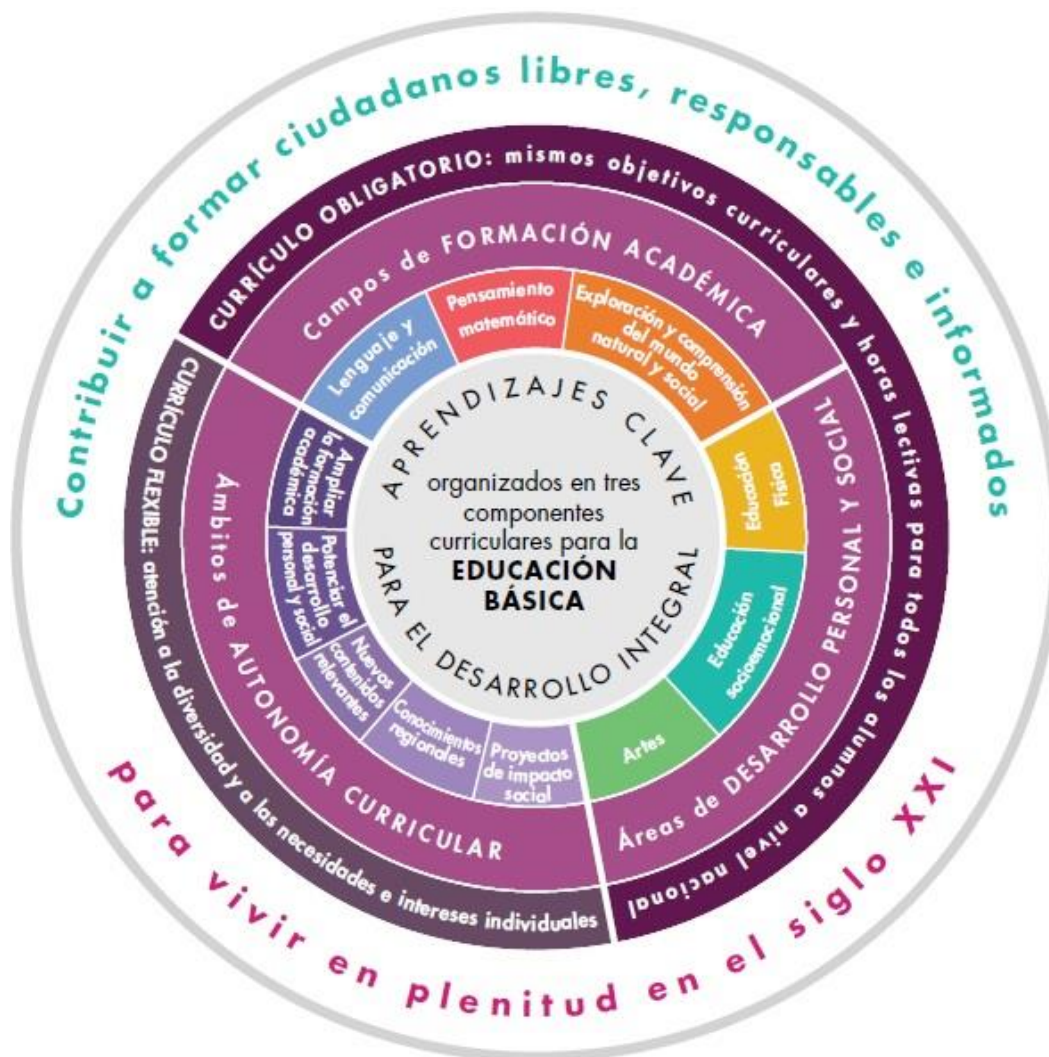 Contribuir a formar ciudadanos libres, responsables e informados
para vivir en plenitud en el siglo XXI
CURRÍCULO OBLIGATORIO: mismos objetivos curriculares y horas lectivas para todos los alumnos a nivel nacional
CURRÍCULO FLEXIBLE: atención a la diversidad y a las necesidades e intereses individuales
Campos de FORMACIÓN ACADÉMICA
Lenguaje y
comunicación
Pensamiento
matemático
Exploración y comprensión
del mundo
natural y social
Áreas de DESARROLLO PERSONAL Y SOCIAL
Educación
Física
Educación
socioemocional
Artes
Ámbitos de AUTONOMÍA CURRICULAR
Ampliar
la formación
académica
Potenciar el
desarrollo
personal y social
Nuevos
contenidos
relevantes
Conocimientos
regionales
Proyectos
de impacto
social
APRENDIZAJES CLAVE
PARA EL DESARROLLO INTEGRAL
organizados en tres
componentes
curriculares para la
EDUCACIÓN
BÁSICA